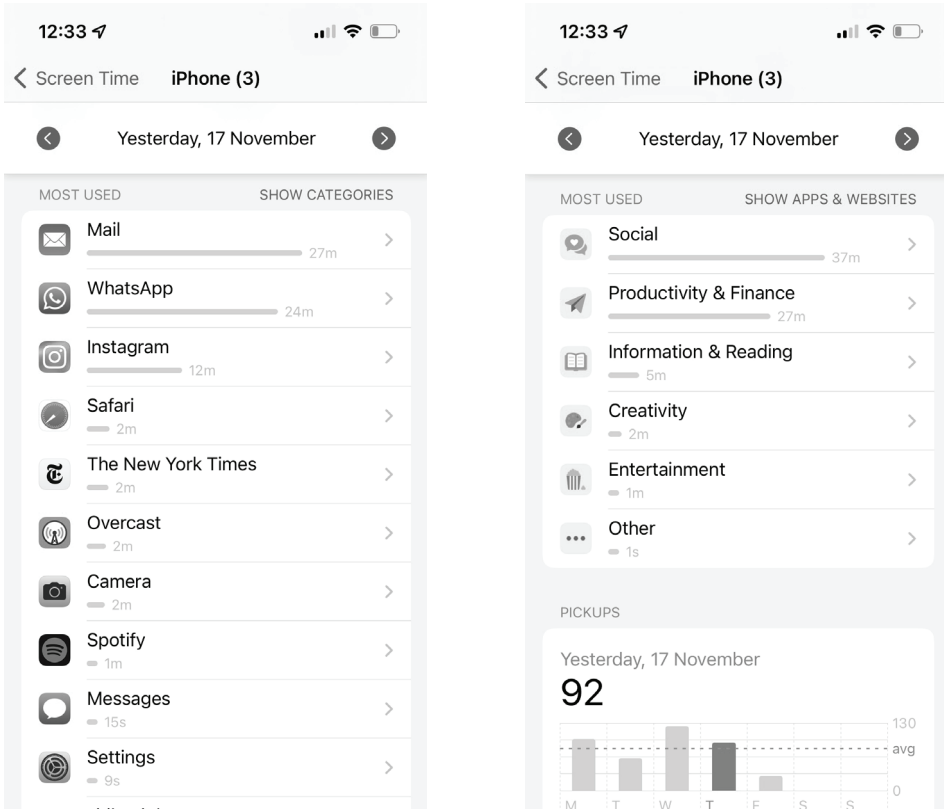 12:33
Screen Time
iPhone (3)
Yesterday, 17 November
MOST USED
SHOW CATEGORIES
Mail
27m
WhatsApp
24m
Instagram
12m
Safari
2m
The New York Times
2m
Overcast
2m
Camera
2m
Spotify
1m
Messages
15s
Settings
9s
12:33
Screen Time
iPhone (3)
Yesterday, 17 November
MOST USED
SHOW APPS & WEBSITES
Social
37m
Productivity & Finance
27m
Information & Reading
5m
Creativity
2m
Entertainment
1m
Other
1s
PICKUPS
Yesterday, 17 November
92
130
avg
0
M T W T F S S